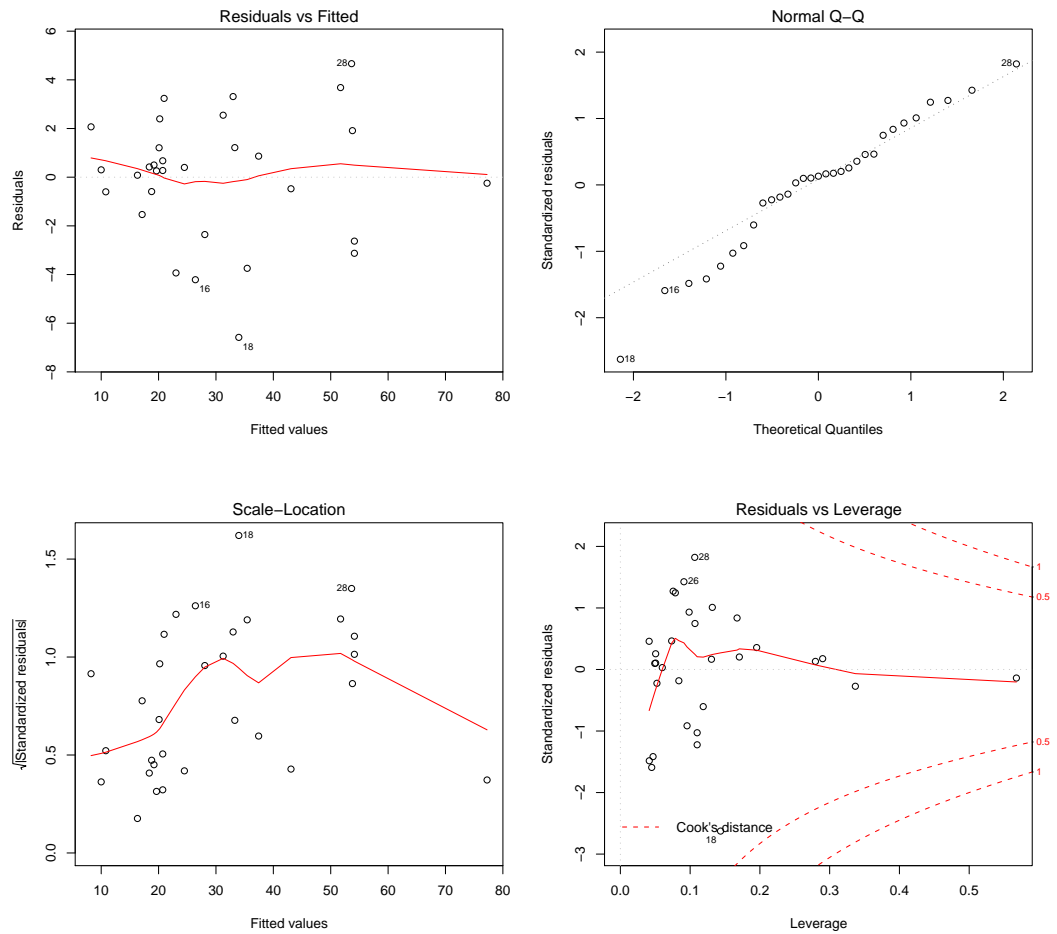 Residuals vs Fitted
Residuals
6
4
2
0
−2
−4
−6
−8
28
16
18
10 20 30 40 50 60 70 80
Fitted values
Normal Q−Q
Standardized residuals
2
1
0
−1
−2
28
16
18
−2 −1 0 1 2
Theoretical Quantiles
Scale−Location
√|Standardized residuals|
1.5
1.0
0.5
0.0
18
28
16
10 20 30 40 50 60 70 80
Fitted values
Residuals vs Leverage
Standardized residuals
2
1
0
−1
−2
−3
28
26
1
0.5
0.5
1
Cook's distance
18
0.0 0.1 0.2 0.3 0.4 0.5
Leverage